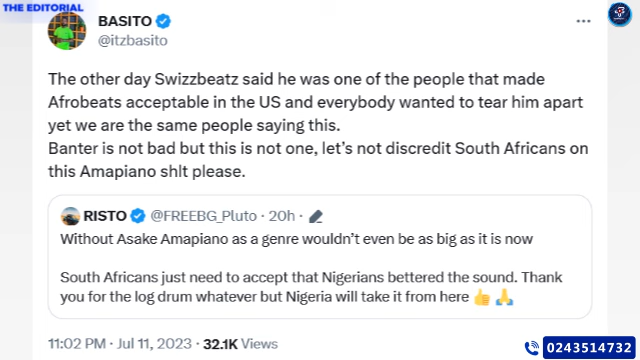 THE EDITORIAL
BASITO
@itzbasito
The other day Swizzbeatz said he was one of the people that made
Afrobeats acceptable in the US and everybody wanted to tear him apart
yet we are the same people saying this.
Banter is not bad but this is not one, let's not discredit South Africans on
this Amapiano shlt please.
RISTO @FREEBG_Pluto · 20h ·
Without Asake Amapiano as a genre wouldn't even be as big as it is now
South Africans just need to accept that Nigerians bettered the sound. Thank
you for the log drum whatever but Nigeria will take it from here 👍 🙏
11:02 PM · Jul 11, 2023 · 32.1K Views
0243514732